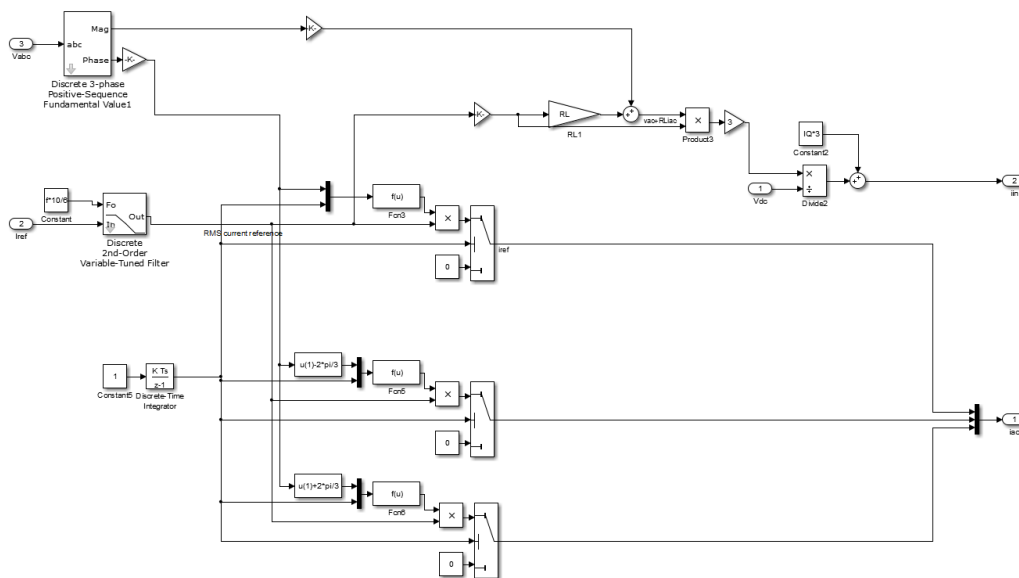 3
Vabc
abc
Mag
Phase
-K-
Discrete 3-phase
Positive-Sequence
Fundamental Value1
-K-
-K-
RL
RL1
vac+RLiac
×
Product3
3
IQ*3
Constant2
1
Vdc
×
÷
Divide2
2
iin
f*10/6
Constant
2
Iref
Fo
In
Out
Discrete
2nd-Order
Variable-Tuned Filter
RMS current reference
f(u)
Fcn3
×
0
iref
1
Constant5
K Ts
z-1
Discrete-Time
Integrator
u(1)-2*pi/3
f(u)
Fcn5
×
0
1
iac
u(1)+2*pi/3
f(u)
Fcn6
×
0